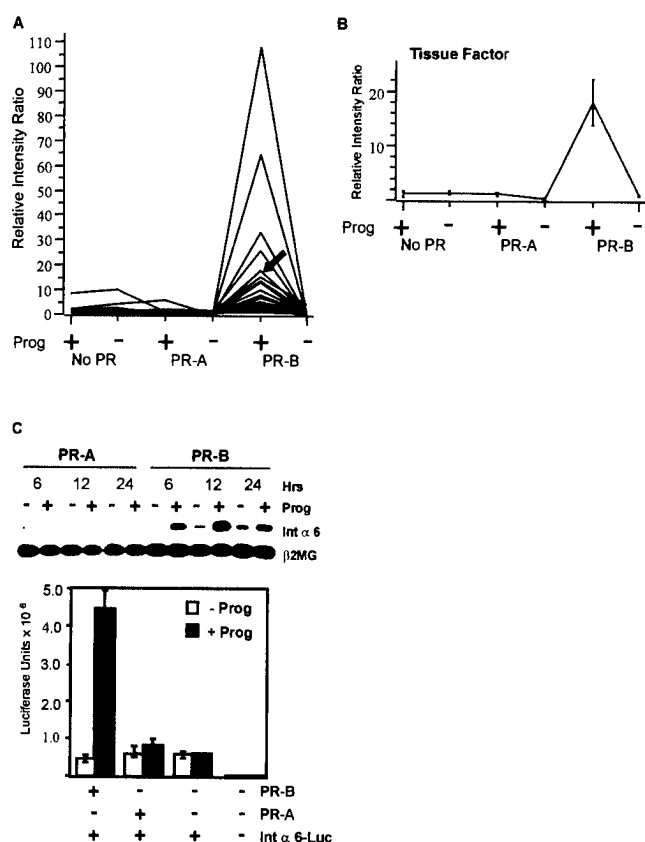 A
Relative Intensity Ratio
110
100
90
80
70
60
50
40
30
20
10
0
Prog + - + - + -
No PR PR-A PR-B
B
Tissue Factor
Relative Intensity Ratio
20
10
Prog + - + - + -
No PR PR-A PR-B
C
PR-A PR-B
6 12 24 6 12 24 Hrs
- + - + - + - + - + - + Prog
Int α 6
β2MG
Luciferase Units x 10⁻⁶
5.0
4.0
3.0
2.0
1.0
- Prog
+ Prog
+ - - - PR-B
- + - - PR-A
+ + + - Int α 6-Luc